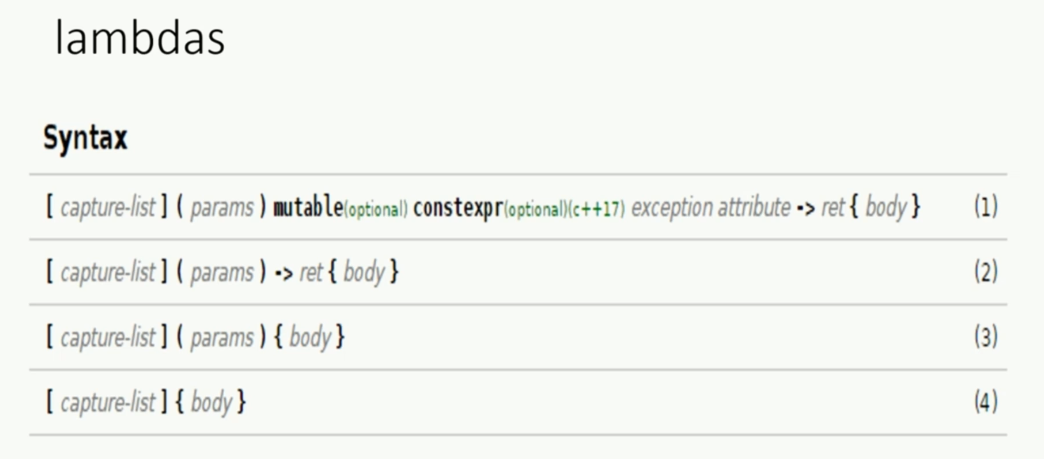 lambdas
Syntax
[ capture-list ] ( params ) mutable(optional) constexpr(optional)(c++17) exception attribute -> ret { body } (1)
[ capture-list ] ( params ) -> ret { body } (2)
[ capture-list ] ( params ) { body } (3)
[ capture-list ] { body } (4)